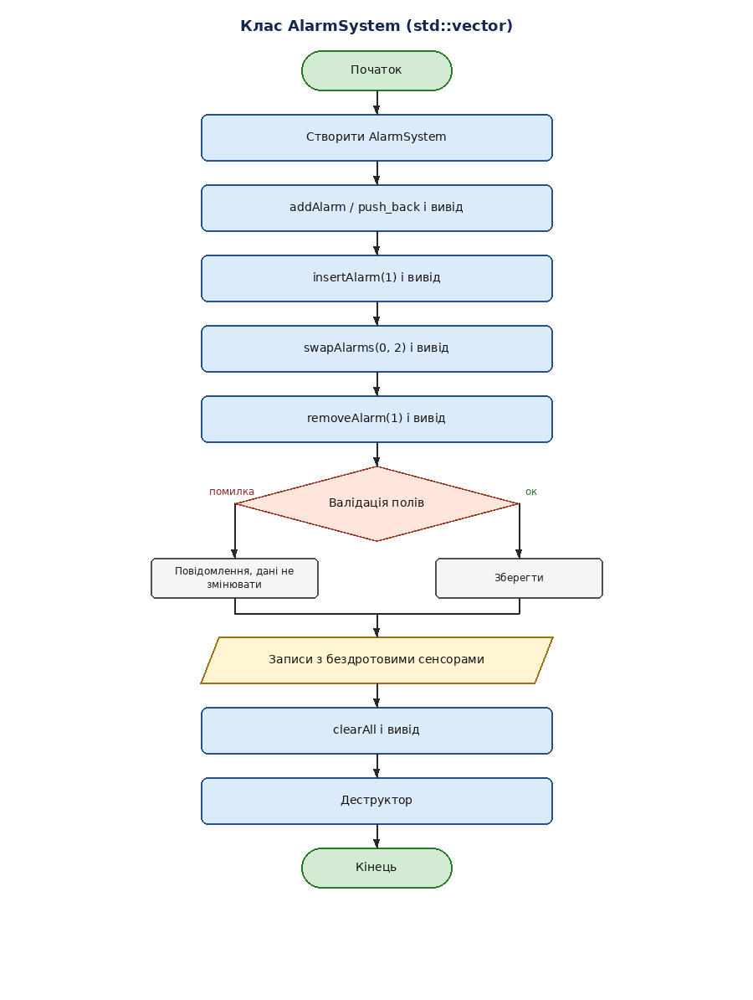 Клас AlarmSystem (std::vector)
Початок
Створити AlarmSystem
addAlarm / push_back і вивід
insertAlarm(1) і вивід
swapAlarms(0, 2) і вивід
removeAlarm(1) і вивід
помилка
Валідація полів
ок
Повідомлення, дані не
змінювати
Зберегти
Записи з бездротовими сенсорами
clearAll і вивід
Деструктор
Кінець